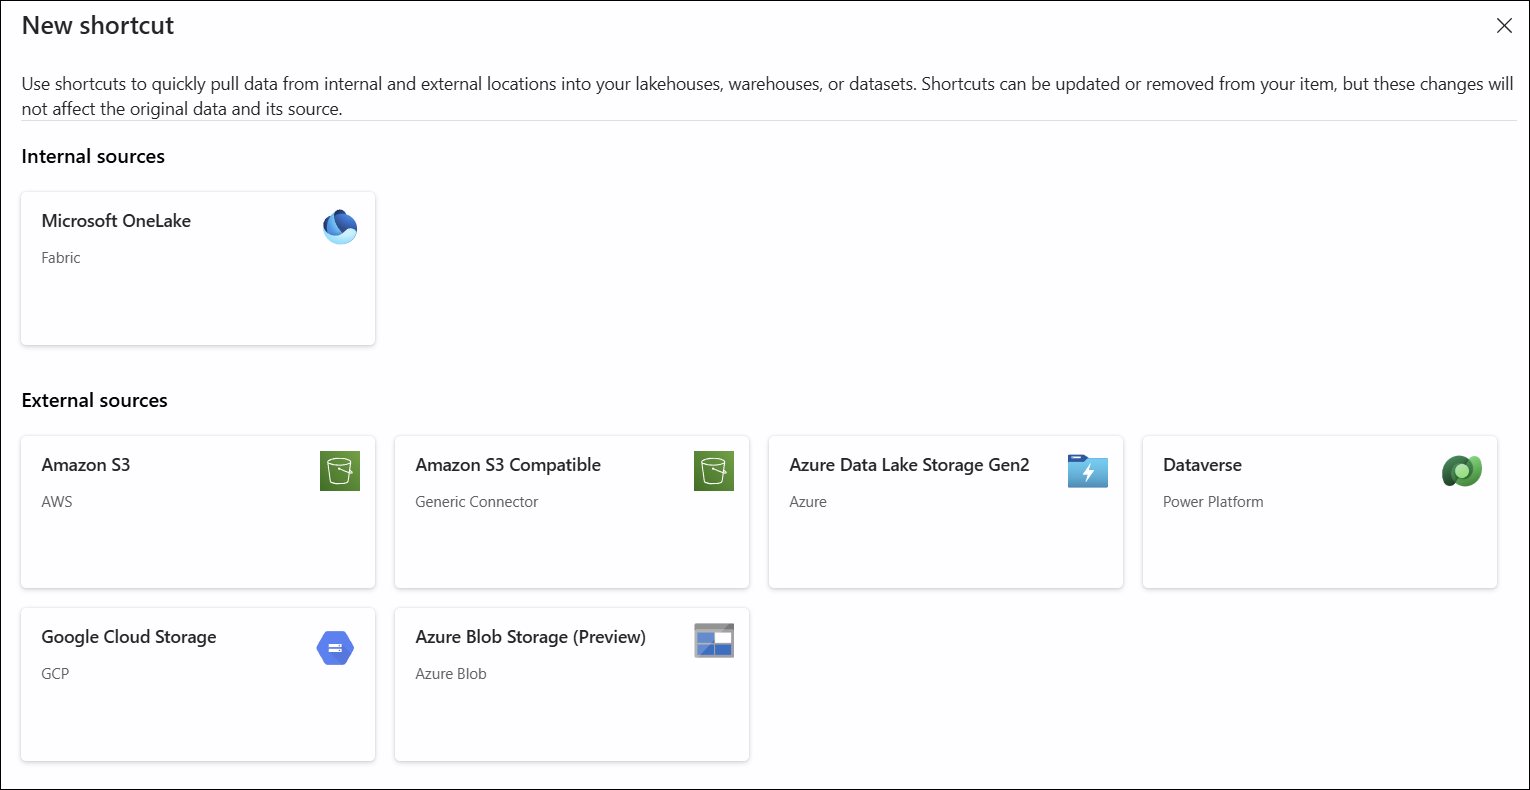 New shortcut
Use shortcuts to quickly pull data from internal and external locations into your lakehouses, warehouses, or datasets. Shortcuts can be updated or removed from your item, but these changes will
not affect the original data and its source.
Internal sources
Microsoft OneLake
Fabric
External sources
Amazon S3
AWS
Amazon S3 Compatible
Generic Connector
Azure Data Lake Storage Gen2
Azure
Dataverse
Power Platform
Google Cloud Storage
GCP
Azure Blob Storage (Preview)
Azure Blob